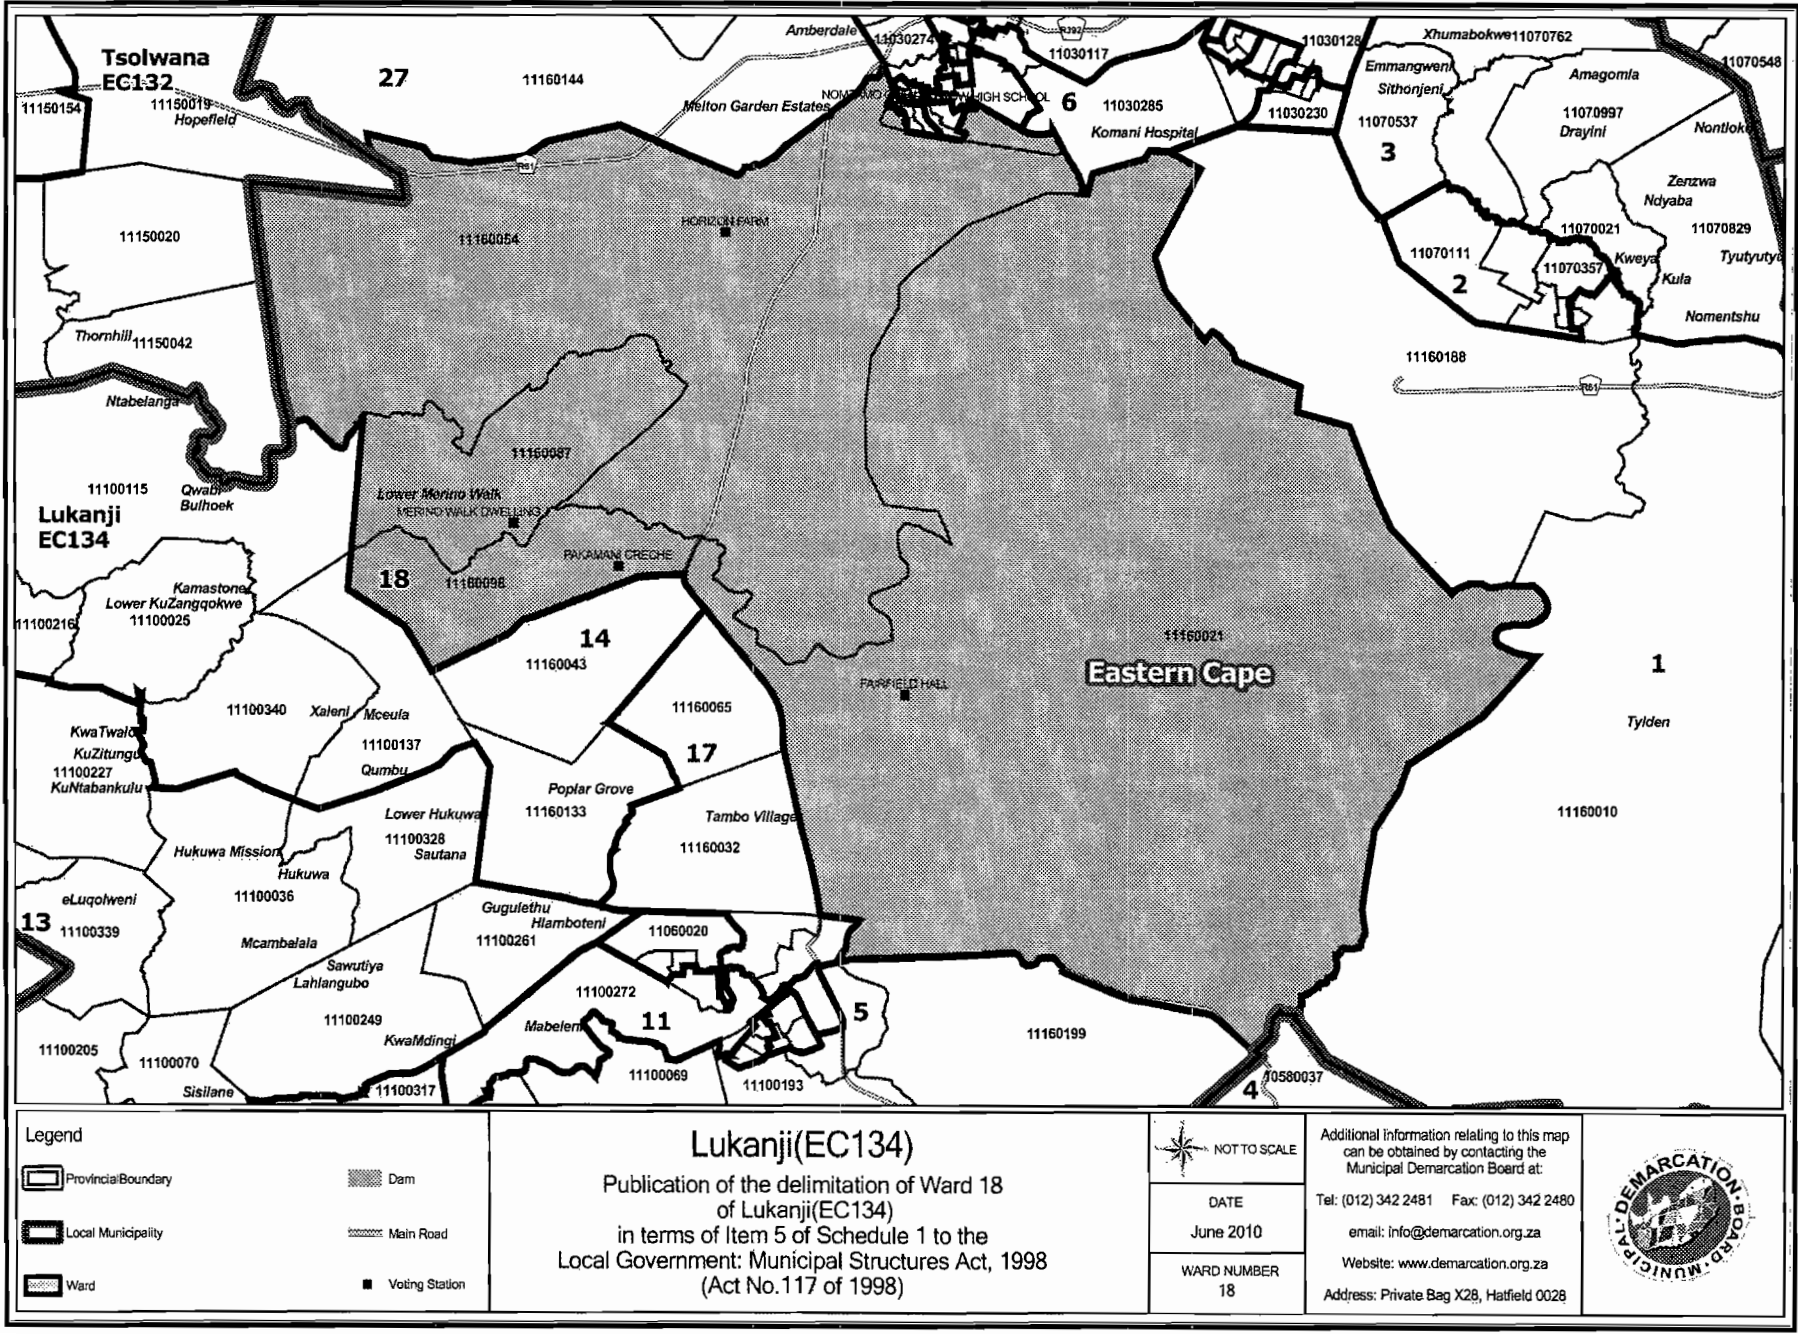 Tsolwana
EC132
27
11160144
Amberdale
11030274
RJ92
11030117
11030128
Xhumabokwe 11070762
11070548
11150154
11150019
Hopefield
Melton Garden Estates
HIGH SCHOOL
6
11030285
Komani Hospital
11030230
Emmangweni
Sithonjeni
11070537
3
Amagomla
11070997
Drayini
Nontloko
Zenzwa
Ndyaba
R61
11150020
11160054
HORIZON FARM
11070111
2
11070021
11070357
Kweya
11070829
Tyutyutyu
Kula
Nomentshu
Thornhill 11150042
11160188
R61
Ntabelanga
11100115
Qwabi
Bulhoek
Lukanji
EC134
11160087
Lower Merino Walk
MERINO WALK DWELLING
PAKAMANI CRECHE
18
11160098
Kamastone
Lower KuZangqokwe
11100025
11100216
14
11160043
11160021
Eastern Cape
FAIRFIELD HALL
1
Tylden
11160010
11100340
Xaleni
Mceula
11100137
Qumbu
11160065
17
KwaTwalo
KuZitungu
11100227
KuNtabankulu
Poplar Grove
11160133
Tambo Village
11160032
Lower Hukuwa
11100328
Sautana
Hukuwa Mission
Hukuwa
11100036
Mcambalala
eLuqolweni
13
11100339
Gugulethu
Hlamboteni
11100261
11060020
Sawutiya
Lahlangubo
11100249
KwaMdingi
11100272
Mabeleni
11
5
11160199
11100205
11100070
Sisilane
11100317
11100069
11100193
4
10580037
Legend
Provincial Boundary
Local Municipality
Ward
Dam
Main Road
Voting Station
Lukanji(EC134)
Publication of the delimitation of Ward 18
of Lukanji(EC134)
in terms of Item 5 of Schedule 1 to the
Local Government: Municipal Structures Act, 1998
(Act No.117 of 1998)
NOT TO SCALE
DATE
June 2010
WARD NUMBER
18
Additional information relating to this map
can be obtained by contacting the
Municipal Demarcation Board at:
Tel: (012) 342 2481 Fax: (012) 342 2480
email: info@demarcation.org.za
Website: www.demarcation.org.za
Address: Private Bag X28, Hatfield 0028
MUNICIPAL DEMARCATION BOARD